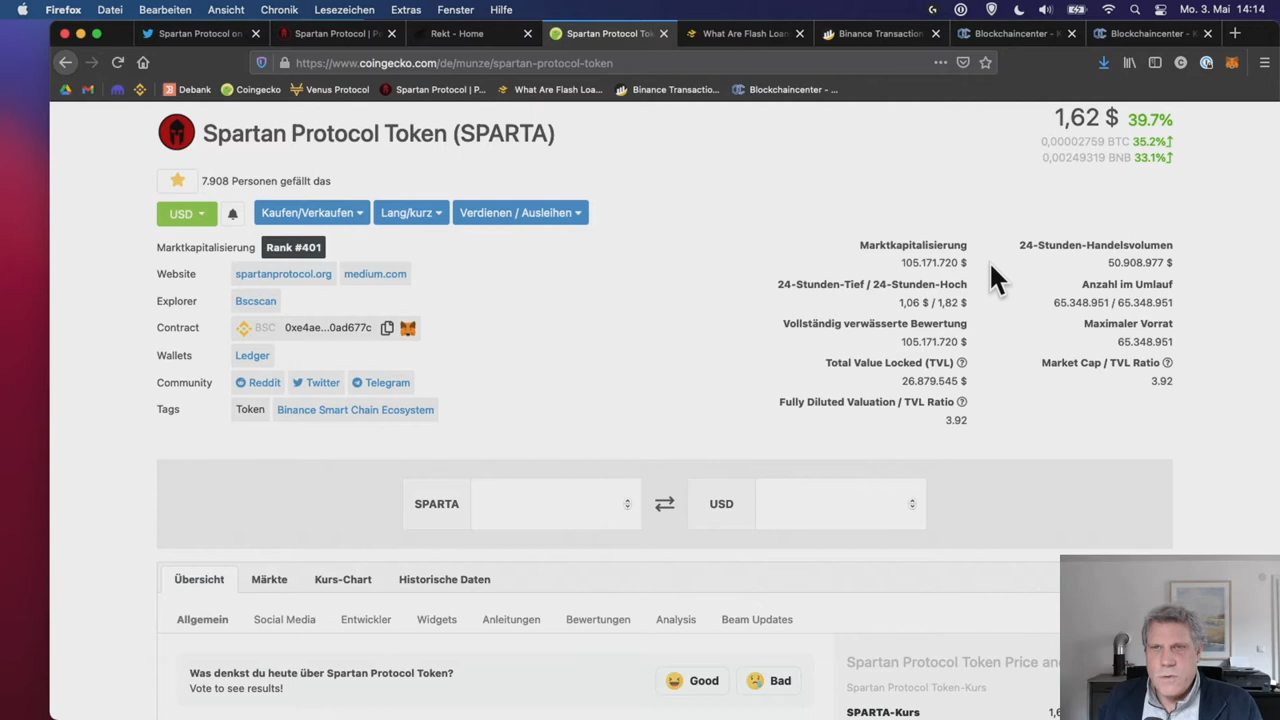 Firefox Datei Bearbeiten Ansicht Chronik Lesezeichen Extras Fenster Hilfe Mo. 3. Mai 14:14
Spartan Protocol on Spartan Protocol | P Rekt - Home Spartan Protocol Tok What Are Flash Loan Binance Transaction Blockchaincenter - K Blockchaincenter - K
https://www.coingecko.com/de/munze/spartan-protocol-token
Debank Coingecko Venus Protocol Spartan Protocol | P... What Are Flash Loa... Binance Transactio... Blockchaincenter - ...
Spartan Protocol Token (SPARTA)
1,62 $ 39.7%
0,00002759 BTC 35.2%
0,00249319 BNB 33.1%
7.908 Personen gefällt das
USD Kaufen/Verkaufen Lang/kurz Verdienen / Ausleihen
Marktkapitalisierung Rank #401
Website spartanprotocol.org medium.com
Explorer Bscscan
Contract BSC 0xe4ae...0ad677c
Wallets Ledger
Community Reddit Twitter Telegram
Tags Token Binance Smart Chain Ecosystem
Marktkapitalisierung
105.171.720 $
24-Stunden-Tief / 24-Stunden-Hoch
1,06 $ / 1,82 $
Vollständig verwässerte Bewertung
105.171.720 $
Total Value Locked (TVL) ?
26.879.545 $
Fully Diluted Valuation / TVL Ratio ?
3.92
24-Stunden-Handelsvolumen
50.908.977 $
Anzahl im Umlauf
65.348.951 / 65.348.951
Maximaler Vorrat
65.348.951
Market Cap / TVL Ratio ?
3.92
SPARTA USD
Übersicht Märkte Kurs-Chart Historische Daten
Allgemein Social Media Entwickler Widgets Anleitungen Bewertungen Analysis Beam Updates
Was denkst du heute über Spartan Protocol Token?
Vote to see results!
Good Bad
Spartan Protocol Token Price an
Spartan Protocol Token-Kurs
SPARTA-Kurs